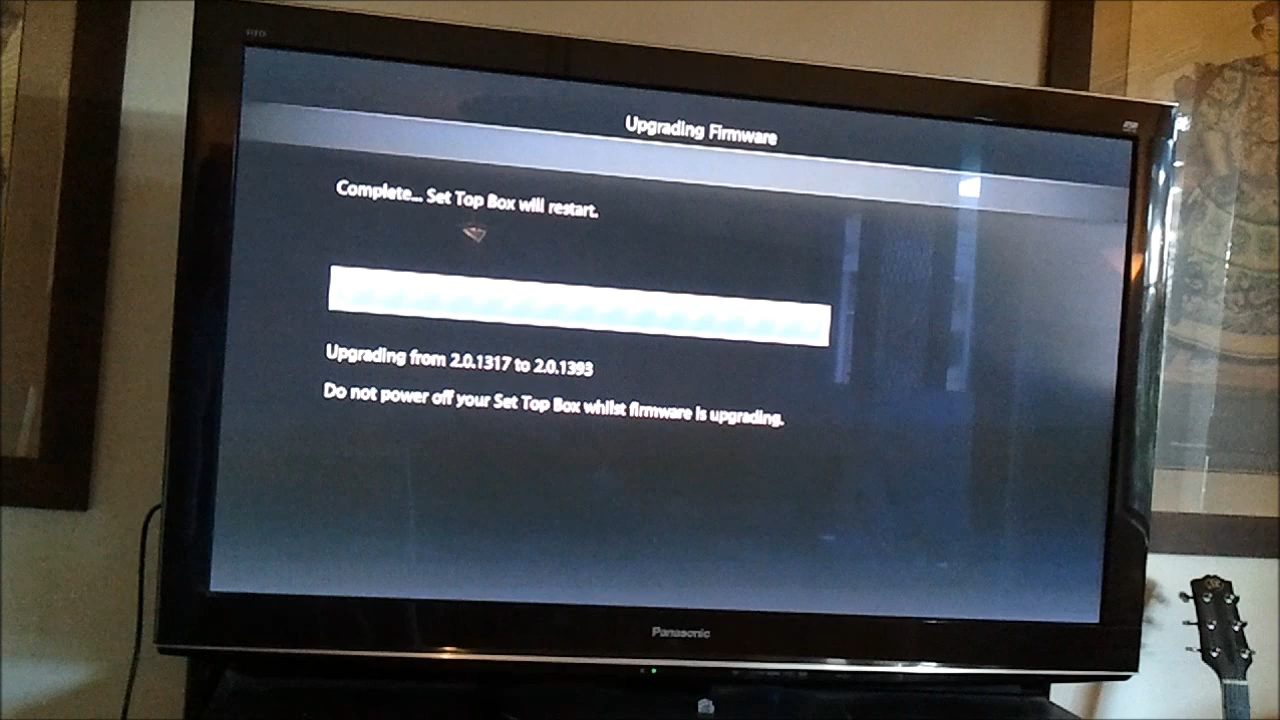 Upgrading Firmware
Complete... Set Top Box will restart.
Upgrading from 2.0.1317 to 2.0.1393
Do not power off your Set Top Box whilst firmware is upgrading.
Panasonic